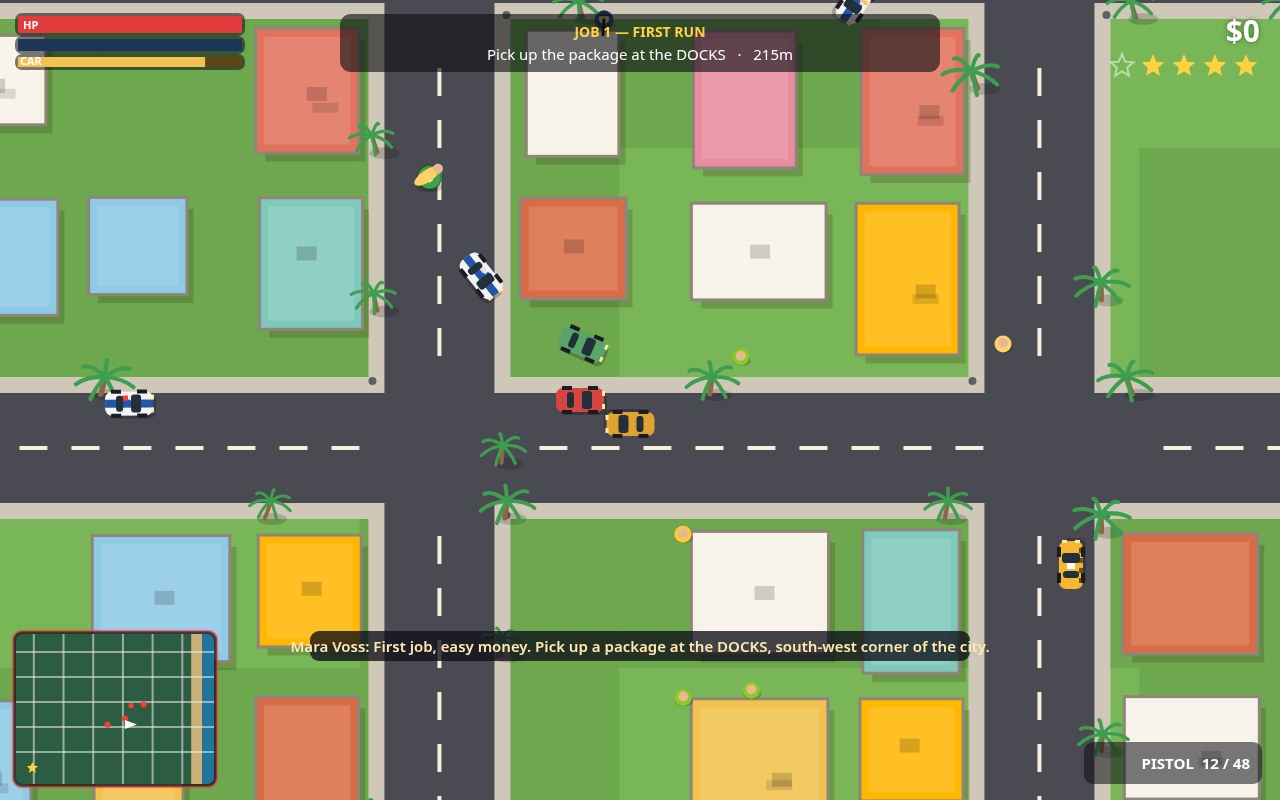 HP
CAR
JOB 1 — FIRST RUN
Pick up the package at the DOCKS · 215m
$0
Mara Voss: First job, easy money. Pick up a package at the DOCKS, south-west corner of the city.
PISTOL 12 / 48